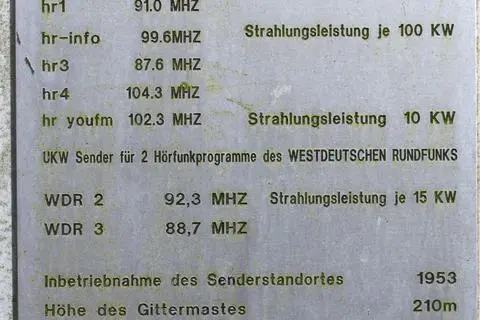 hr1 91.0 MHZ
hr-info 99.6MHZ Strahlungsleistung je 100 KW
hr3 87.6 MHZ
hr4 104.3 MHZ
hr youfm 102.3 MHZ Strahlungsleistung 10 KW
UKW Sender für 2 Hörfunkprogramme des WESTDEUTSCHEN RUNDFUNKS
WDR 2 92,3 MHZ Strahlungsleistung je 15 KW
WDR 3 88,7 MHZ
Inbetriebnahme des Senderstandortes 1953
Höhe des Gittermastes 210m